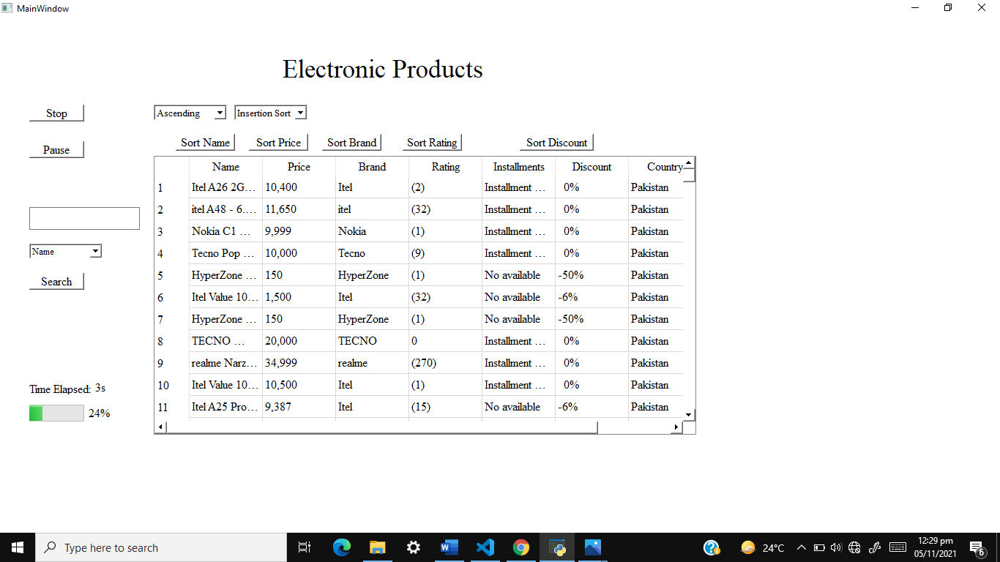 MainWindow
Electronic Products
Stop
Ascending Insertion Sort
Pause
Sort Name Sort Price Sort Brand Sort Rating Sort Discount
Name Price Brand Rating Installments Discount Country
1 Itel A26 2G... 10,400 Itel (2) Installment ... 0% Pakistan
2 itel A48 - 6.... 11,650 itel (32) Installment ... 0% Pakistan
3 Nokia C1 ... 9,999 Nokia (1) Installment ... 0% Pakistan
4 Tecno Pop ... 10,000 Tecno (9) Installment ... 0% Pakistan
5 HyperZone ... 150 HyperZone (1) No available -50% Pakistan
6 Itel Value 10... 1,500 Itel (32) No available -6% Pakistan
7 HyperZone ... 150 HyperZone (1) No available -50% Pakistan
8 TECNO ... 20,000 TECNO 0 Installment ... 0% Pakistan
9 realme Narz... 34,999 realme (270) Installment ... 0% Pakistan
10 Itel Value 10... 10,500 Itel (1) Installment ... 0% Pakistan
11 Itel A25 Pro... 9,387 Itel (15) No available -6% Pakistan
Name
Search
Time Elapsed: 3s
24%
Type here to search
24°C
12:29 pm
05/11/2021
6